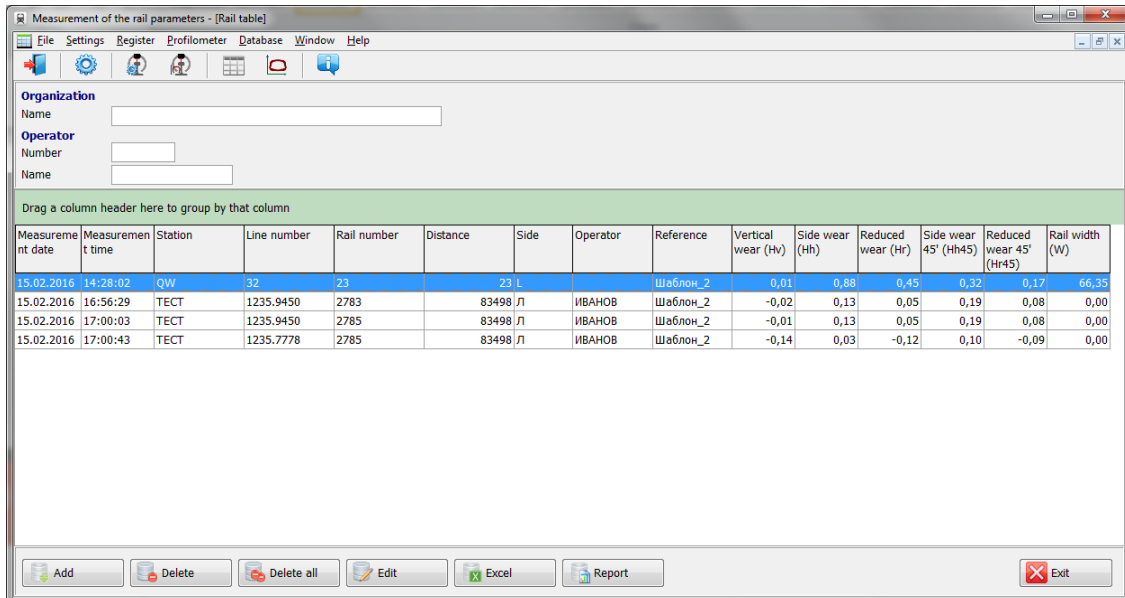 Measurement of the rail parameters - [Rail table]
File Settings Register Profilometer Database Window Help
Organization
Name
Operator
Number
Name
Drag a column header here to group by that column
Measureme Measuremen Station Line number Rail number Distance Side Operator Reference Vertical Side wear Reduced Side wear Reduced Rail width
nt date t time wear (Hv) (Hh) wear (Hr) 45' (Hh45) wear 45' (W)
(Hr45)
15.02.2016 14:28:02 QW 32 23 23 L Шаблон_2 0,01 0,88 0,45 0,32 0,17 66,35
15.02.2016 16:56:29 ТЕСТ 1235.9450 2783 83498 Л ИВАНОВ Шаблон_2 -0,02 0,13 0,05 0,19 0,08 0,00
15.02.2016 17:00:03 ТЕСТ 1235.9450 2785 83498 Л ИВАНОВ Шаблон_2 -0,01 0,13 0,05 0,19 0,08 0,00
15.02.2016 17:00:43 ТЕСТ 1235.7778 2785 83498 Л ИВАНОВ Шаблон_2 -0,14 0,03 -0,12 0,10 -0,09 0,00
Add Delete Delete all Edit Excel Report Exit